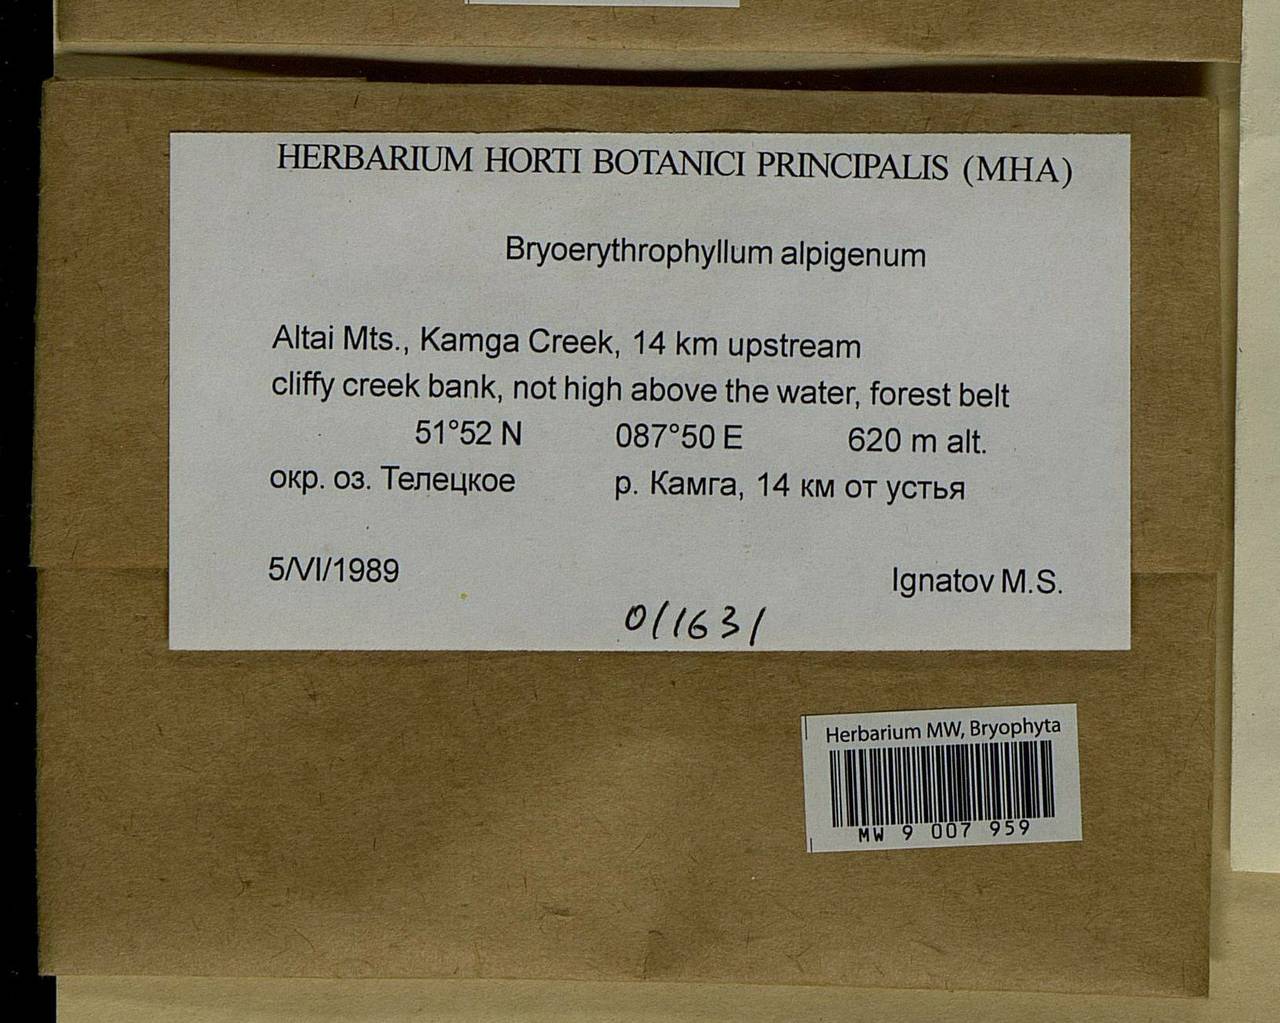 HERBARIUM HORTI BOTANICI PRINCIPALIS (MHA)
Bryoerythrophyllum alpigenum
Altai Mts., Kamga Creek, 14 km upstream
cliffy creek bank, not high above the water, forest belt
51°52 N 087°50 E 620 m alt.
окр. оз. Телецкое р. Камга, 14 км от устья
5/VI/1989 Ignatov M.S.
011631
Herbarium MW, Bryophyta
MW 9 007 959